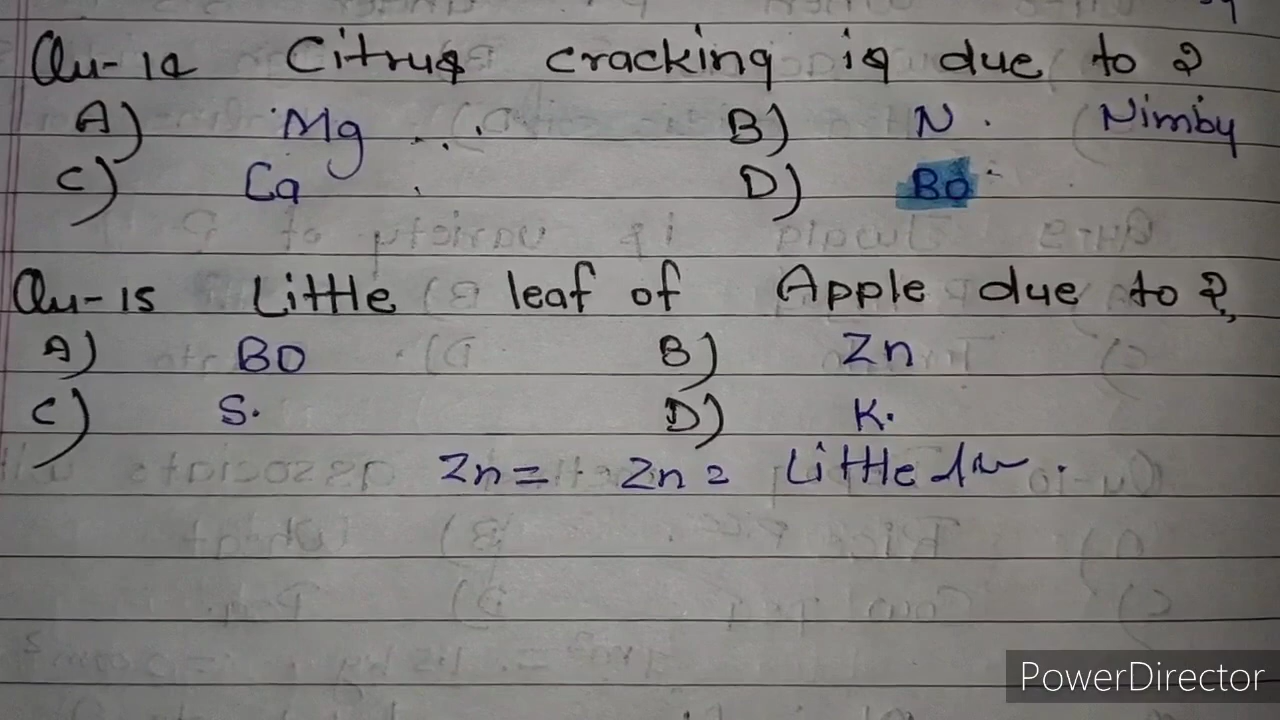 Qu-14 Citrus cracking is due to ?
A) Mg B) N. Nimby
C) Ca D) Bo
Qu-15 Little leaf of Apple due to ?
A) BO B) Zn
C) S. D) K.
Zn = Zn = Little
PowerDirector